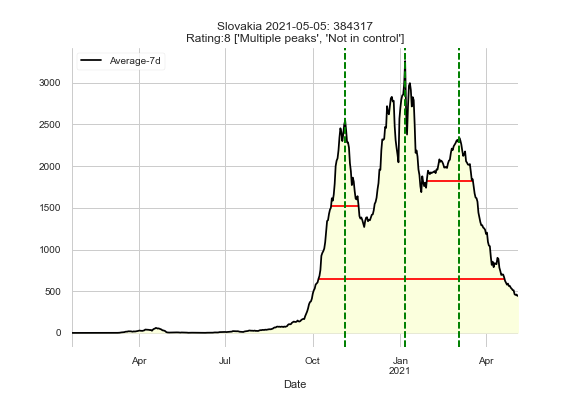 Slovakia 2021-05-05: 384317
Rating:8 ['Multiple peaks', 'Not in control']
Average-7d
3000
2500
2000
1500
1000
500
0
Apr
Jul
Oct
Jan
2021
Apr
Date